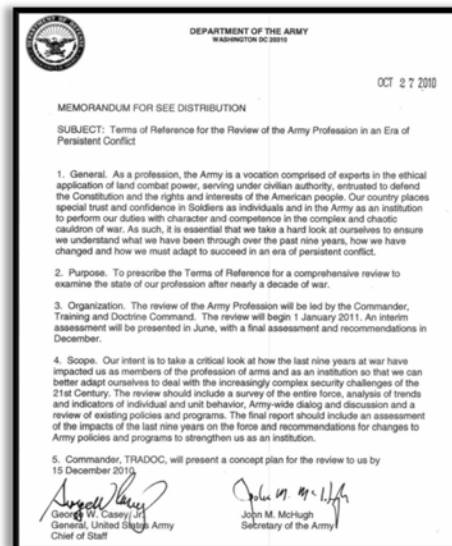 DEPARTMENT OF THE ARMY
WASHINGTON DC 20310
OCT 27 2010
MEMORANDUM FOR SEE DISTRIBUTION
SUBJECT: Terms of Reference for the Review of the Army Profession in an Era of
Persistent Conflict
1. General. As a profession, the Army is a vocation comprised of experts in the ethical
application of land combat power, serving under civilian authority, entrusted to defend
the Constitution and the rights and interests of the American people. Our country places
special trust and confidence in Soldiers as individuals and in the Army as an institution
to perform our duties with character and competence in the complex and chaotic
cauldron of war. As such, it is essential that we take a hard look at ourselves to ensure
we understand what we have been through over the past nine years, how we have
changed and how we must adapt to succeed in an era of persistent conflict.
2. Purpose. To prescribe the Terms of Reference for a comprehensive review to
examine the state of our profession after nearly a decade of war.
3. Organization. The review of the Army Profession will be led by the Commander,
Training and Doctrine Command. The review will begin 1 January 2011. An interim
assessment will be presented in June, with a final assessment and recommendations in
December.
4. Scope. Our intent is to take a critical look at how the last nine years at war have
impacted us as members of the profession of arms and as an institution so that we can
better adapt ourselves to deal with the increasingly complex security challenges of the
21st Century. The review should include a survey of the entire force, analysis of trends
and indicators of individual and unit behavior, Army-wide dialog and discussion and a
review of existing policies and programs. The final report should include an assessment
of the impacts of the last nine years on the force and recommendations for changes to
Army policies and programs to strengthen us as an institution.
5. Commander, TRADOC, will present a concept plan for the review to us by
15 December 2010.
George W. Casey, Jr.
General, United States Army
Chief of Staff
John M. McHugh
Secretary of the Army